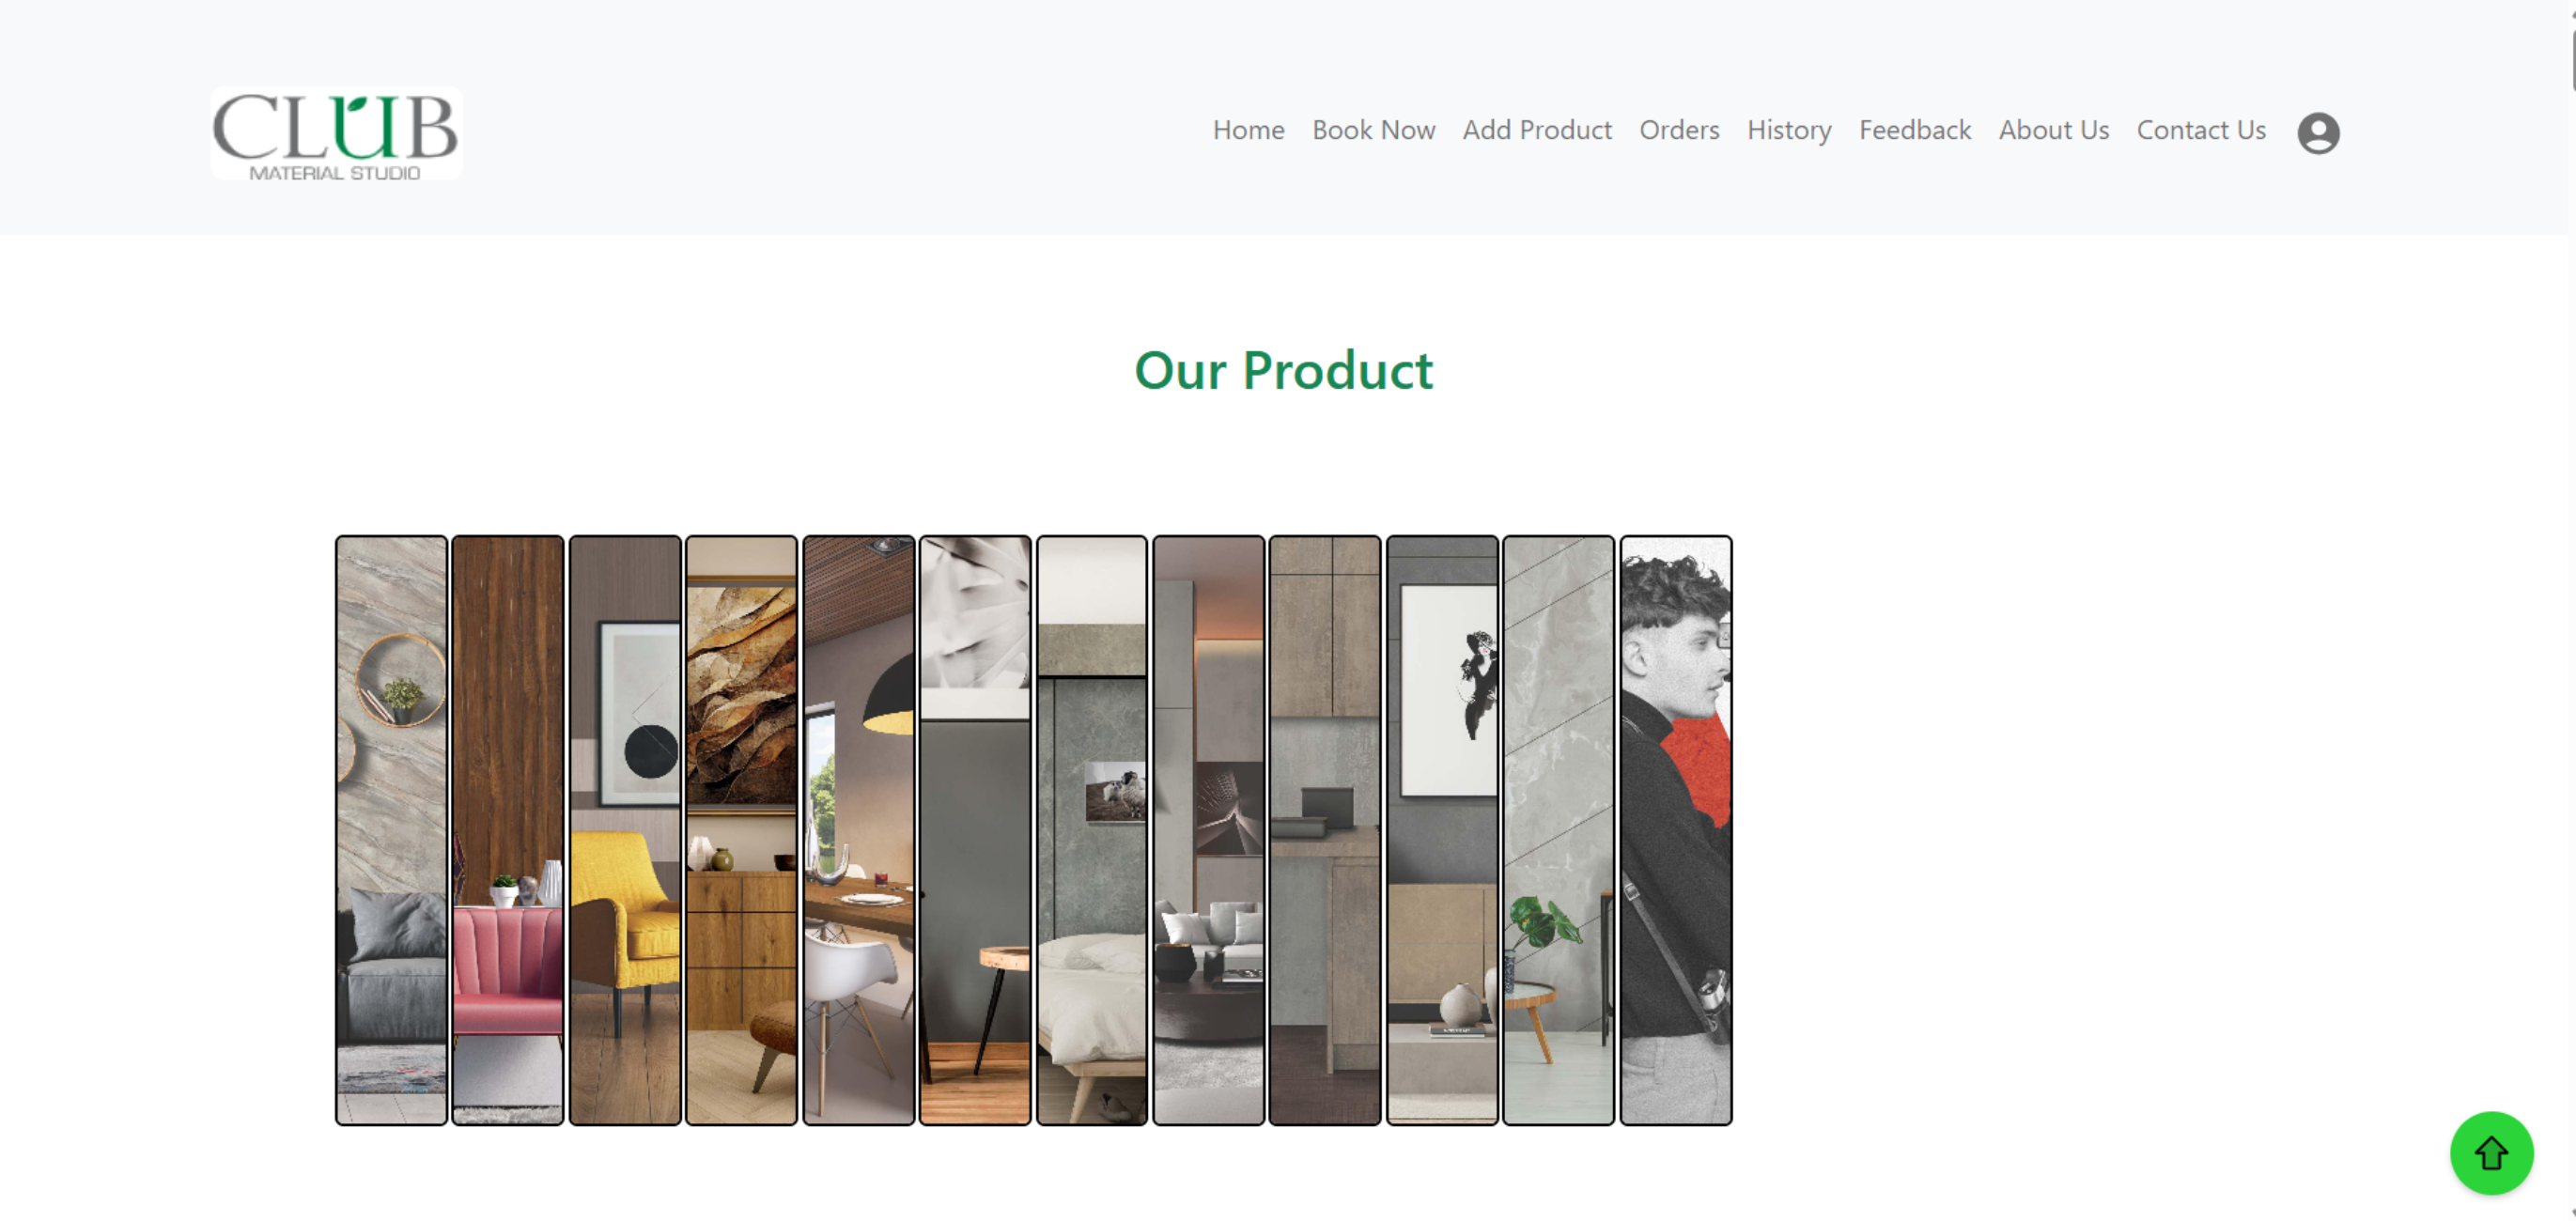 CLUB
MATERIAL STUDIO
Home Book Now Add Product Orders History Feedback About Us Contact Us
Our Product